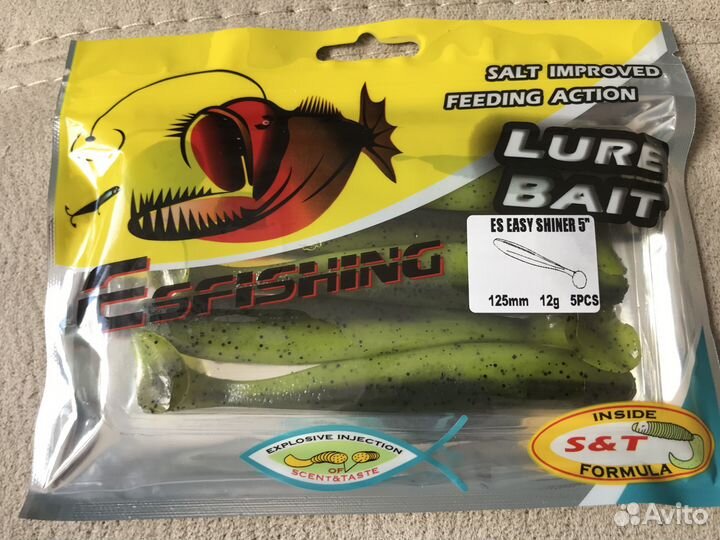 SALT IMPROVED
FEEDING ACTION
LURE
BAIT
ES EASY SHINER 5"
125mm 12g 5PCS
ESFISHING
EXPLOSIVE INJECTION
OF
SCENT&TASTE
INSIDE
S&T
FORMULA
Avito